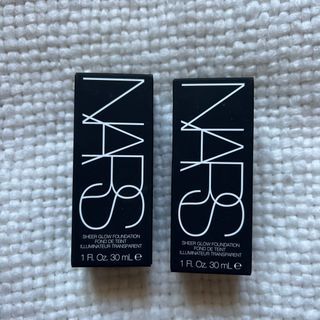 NARS
SHEER GLOW FOUNDATION
FOND DE TEINT
ILLUMINATEUR TRANSPARENT
1 Fl. Oz. 30 ml ℮
NARS
SHEER GLOW FOUNDATION
FOND DE TEINT
ILLUMINATEUR TRANSPARENT
1 Fl. Oz. 30 ml ℮